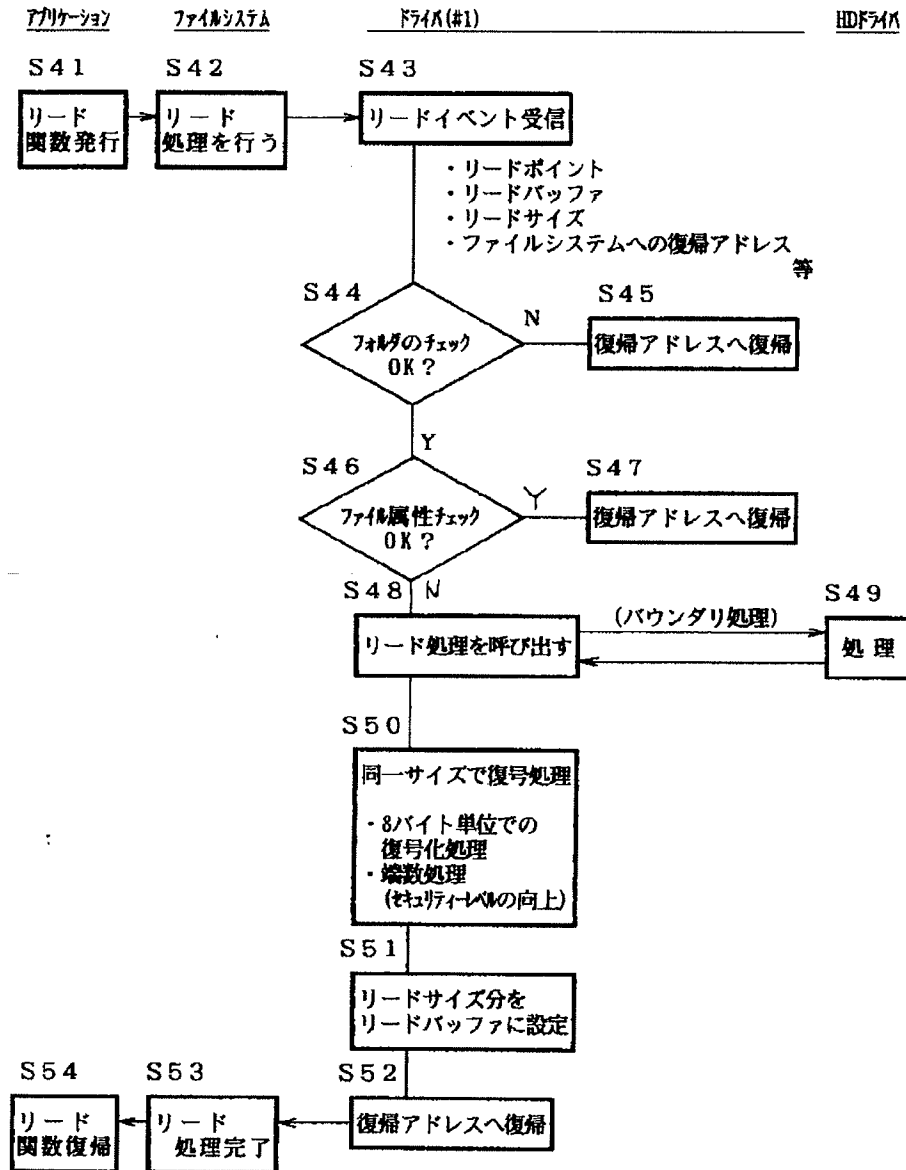 アプリケーション
ファイルシステム
ドライバ(#1)
HDドライバ
S41
S42
S43
リード
関数発行
リード
処理を行う
リードイベント受信
・リードポイント
・リードバッファ
・リードサイズ
・ファイルシステムへの復帰アドレス
等
S44
S45
フォルダのチェック
OK?
N
復帰アドレスへ復帰
Y
S46
S47
ファイル属性チェック
OK?
Y
復帰アドレスへ復帰
S48
N
S49
リード処理を呼び出す
(バウンダリ処理)
処理
S50
同一サイズで復号処理
・8バイト単位での
復号化処理
・端数処理
(セキュリティーレベルの向上)
S51
リードサイズ分を
リードバッファに設定
S54
S53
S52
リード
関数復帰
リード
処理完了
復帰アドレスへ復帰